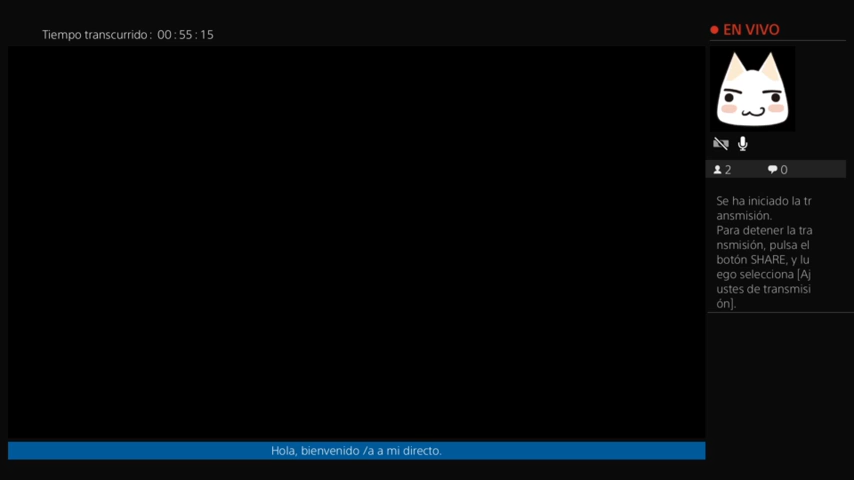 Tiempo transcurrido: 00:55:15
EN VIVO
2 0
Se ha iniciado la tr
ansmisión.
Para detener la tra
nsmisión, pulsa el
botón SHARE, y lu
ego selecciona [Aj
ustes de transmisi
ón].
Hola, bienvenido /a a mi directo.